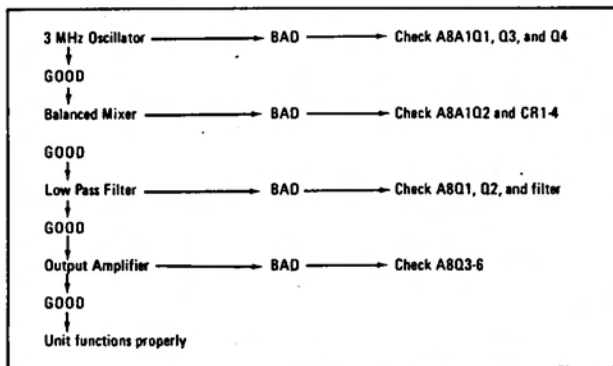 3 MHz Oscillator BAD Check A8A1Q1, Q3, and Q4
GOOD
Balanced Mixer BAD Check A8A1Q2 and CR1-4
GOOD
Low Pass Filter BAD Check A8Q1, Q2, and filter
GOOD
Output Amplifier BAD Check A8Q3-6
GOOD
Unit functions properly